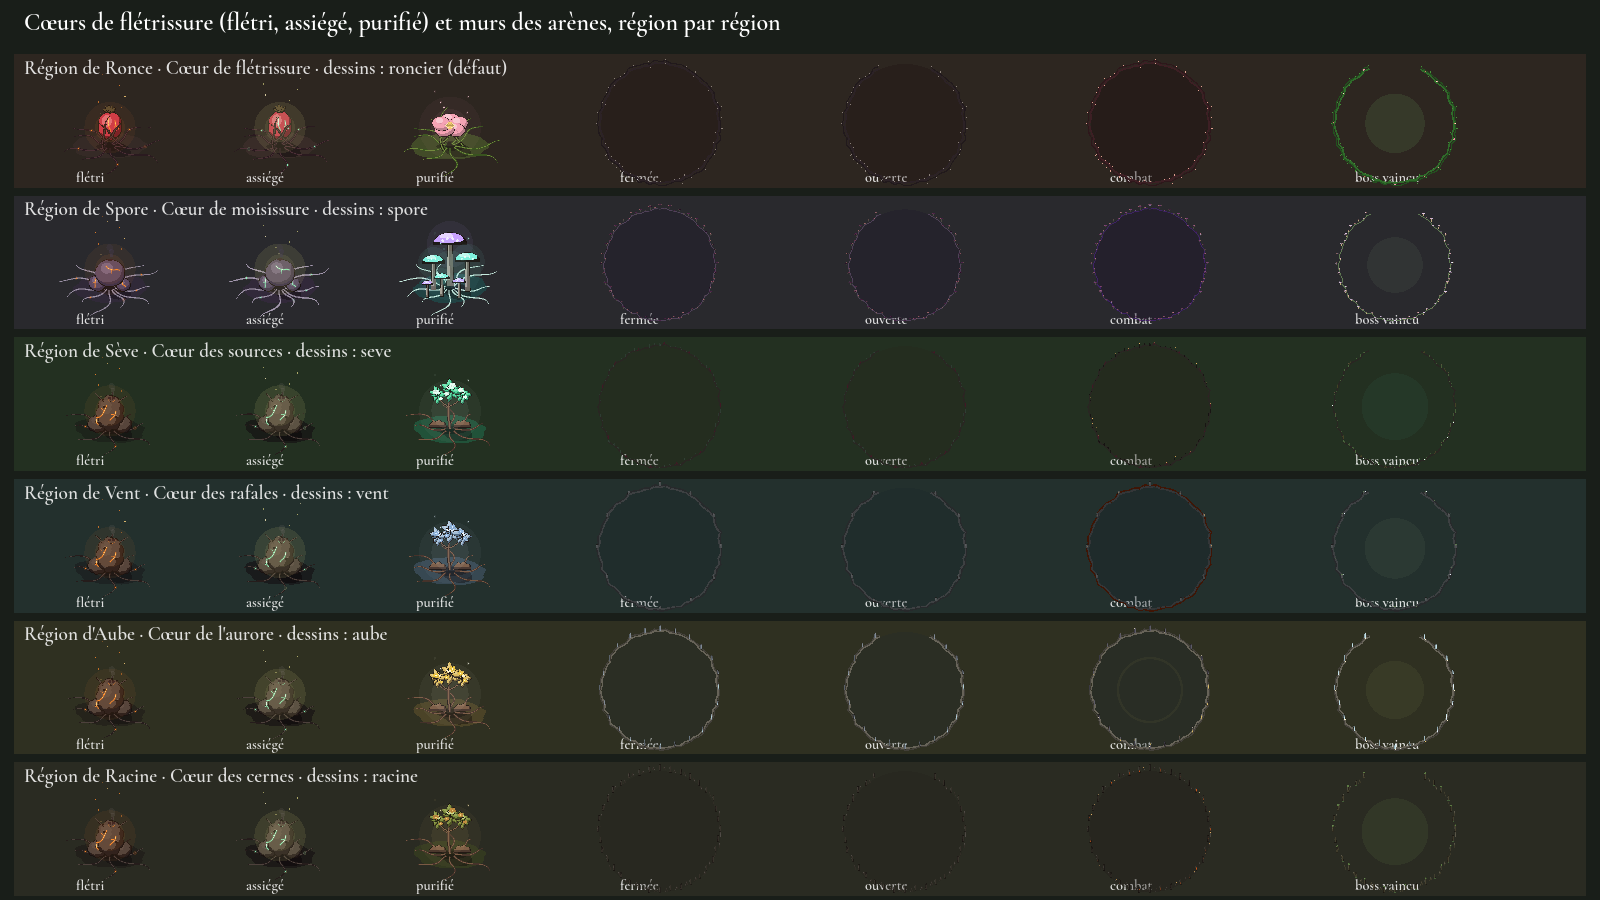 Cœurs de flétrissure (flétri, assiégé, purifié) et murs des arènes, région par région
Région de Ronce · Cœur de flétrissure · dessins : roncier (défaut)
flétri assiégé purifié fermée ouverte combat boss vaincu
Région de Spore · Cœur de moisissure · dessins : spore
flétri assiégé purifié fermée ouverte combat boss vaincu
Région de Sève · Cœur des sources · dessins : seve
flétri assiégé purifié fermée ouverte combat boss vaincu
Région de Vent · Cœur des rafales · dessins : vent
flétri assiégé purifié fermée ouverte combat boss vaincu
Région d'Aube · Cœur de l'aurore · dessins : aube
flétri assiégé purifié fermée ouverte combat boss vaincu
Région de Racine · Cœur des cernes · dessins : racine
flétri assiégé purifié fermée ouverte combat boss vaincu